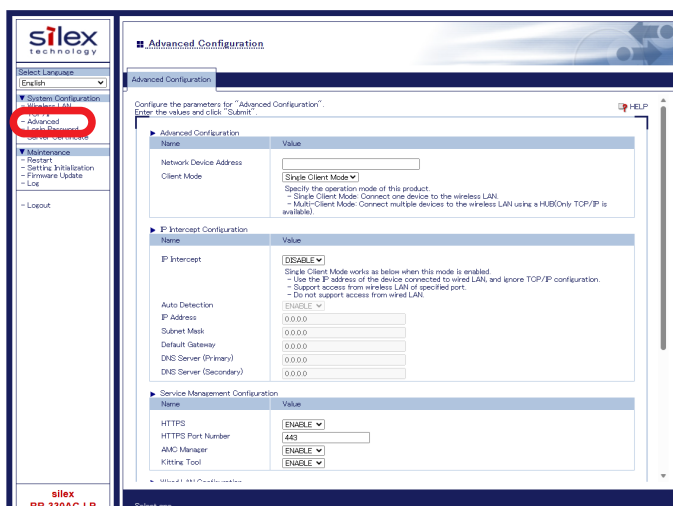 silex
technology
Advanced Configuration
Select Language
English
Advanced Configuration
▼ System Configuration
- Wireless LAN
- TCP/IP
- Advanced
- Login Password
- Server Certificate
▼ Maintenance
- Restart
- Setting Initialization
- Firmware Update
- Log
- Logout
Configure the parameters for "Advanced Configuration".
Enter the values and click "Submit".
HELP
▶ Advanced Configuration
Name Value
Network Device Address
Client Mode Single Client Mode
Specify the operation mode of this product.
- Single Client Mode: Connect one device to the wireless LAN.
- Multi-Client Mode: Connect multiple devices to the wireless LAN using a HUB(Only TCP/IP is
available).
▶ IP Intercept Configuration
Name Value
IP Intercept DISABLE
Single Client Mode works as below when this mode is enabled.
- Use the IP address of the device connected to wired LAN, and ignore TCP/IP configuration.
- Support access from wireless LAN of specified port.
- Do not support access from wired LAN.
Auto Detection ENABLE
IP Address 0.0.0.0
Subnet Mask 0.0.0.0
Default Gateway 0.0.0.0
DNS Server (Primary) 0.0.0.0
DNS Server (Secondary) 0.0.0.0
▶ Service Management Configuration
Name Value
HTTPS ENABLE
HTTPS Port Number 443
AMC Manager ENABLE
Kitting Tool ENABLE
▶ Wired LAN Configuration
silex
Select one